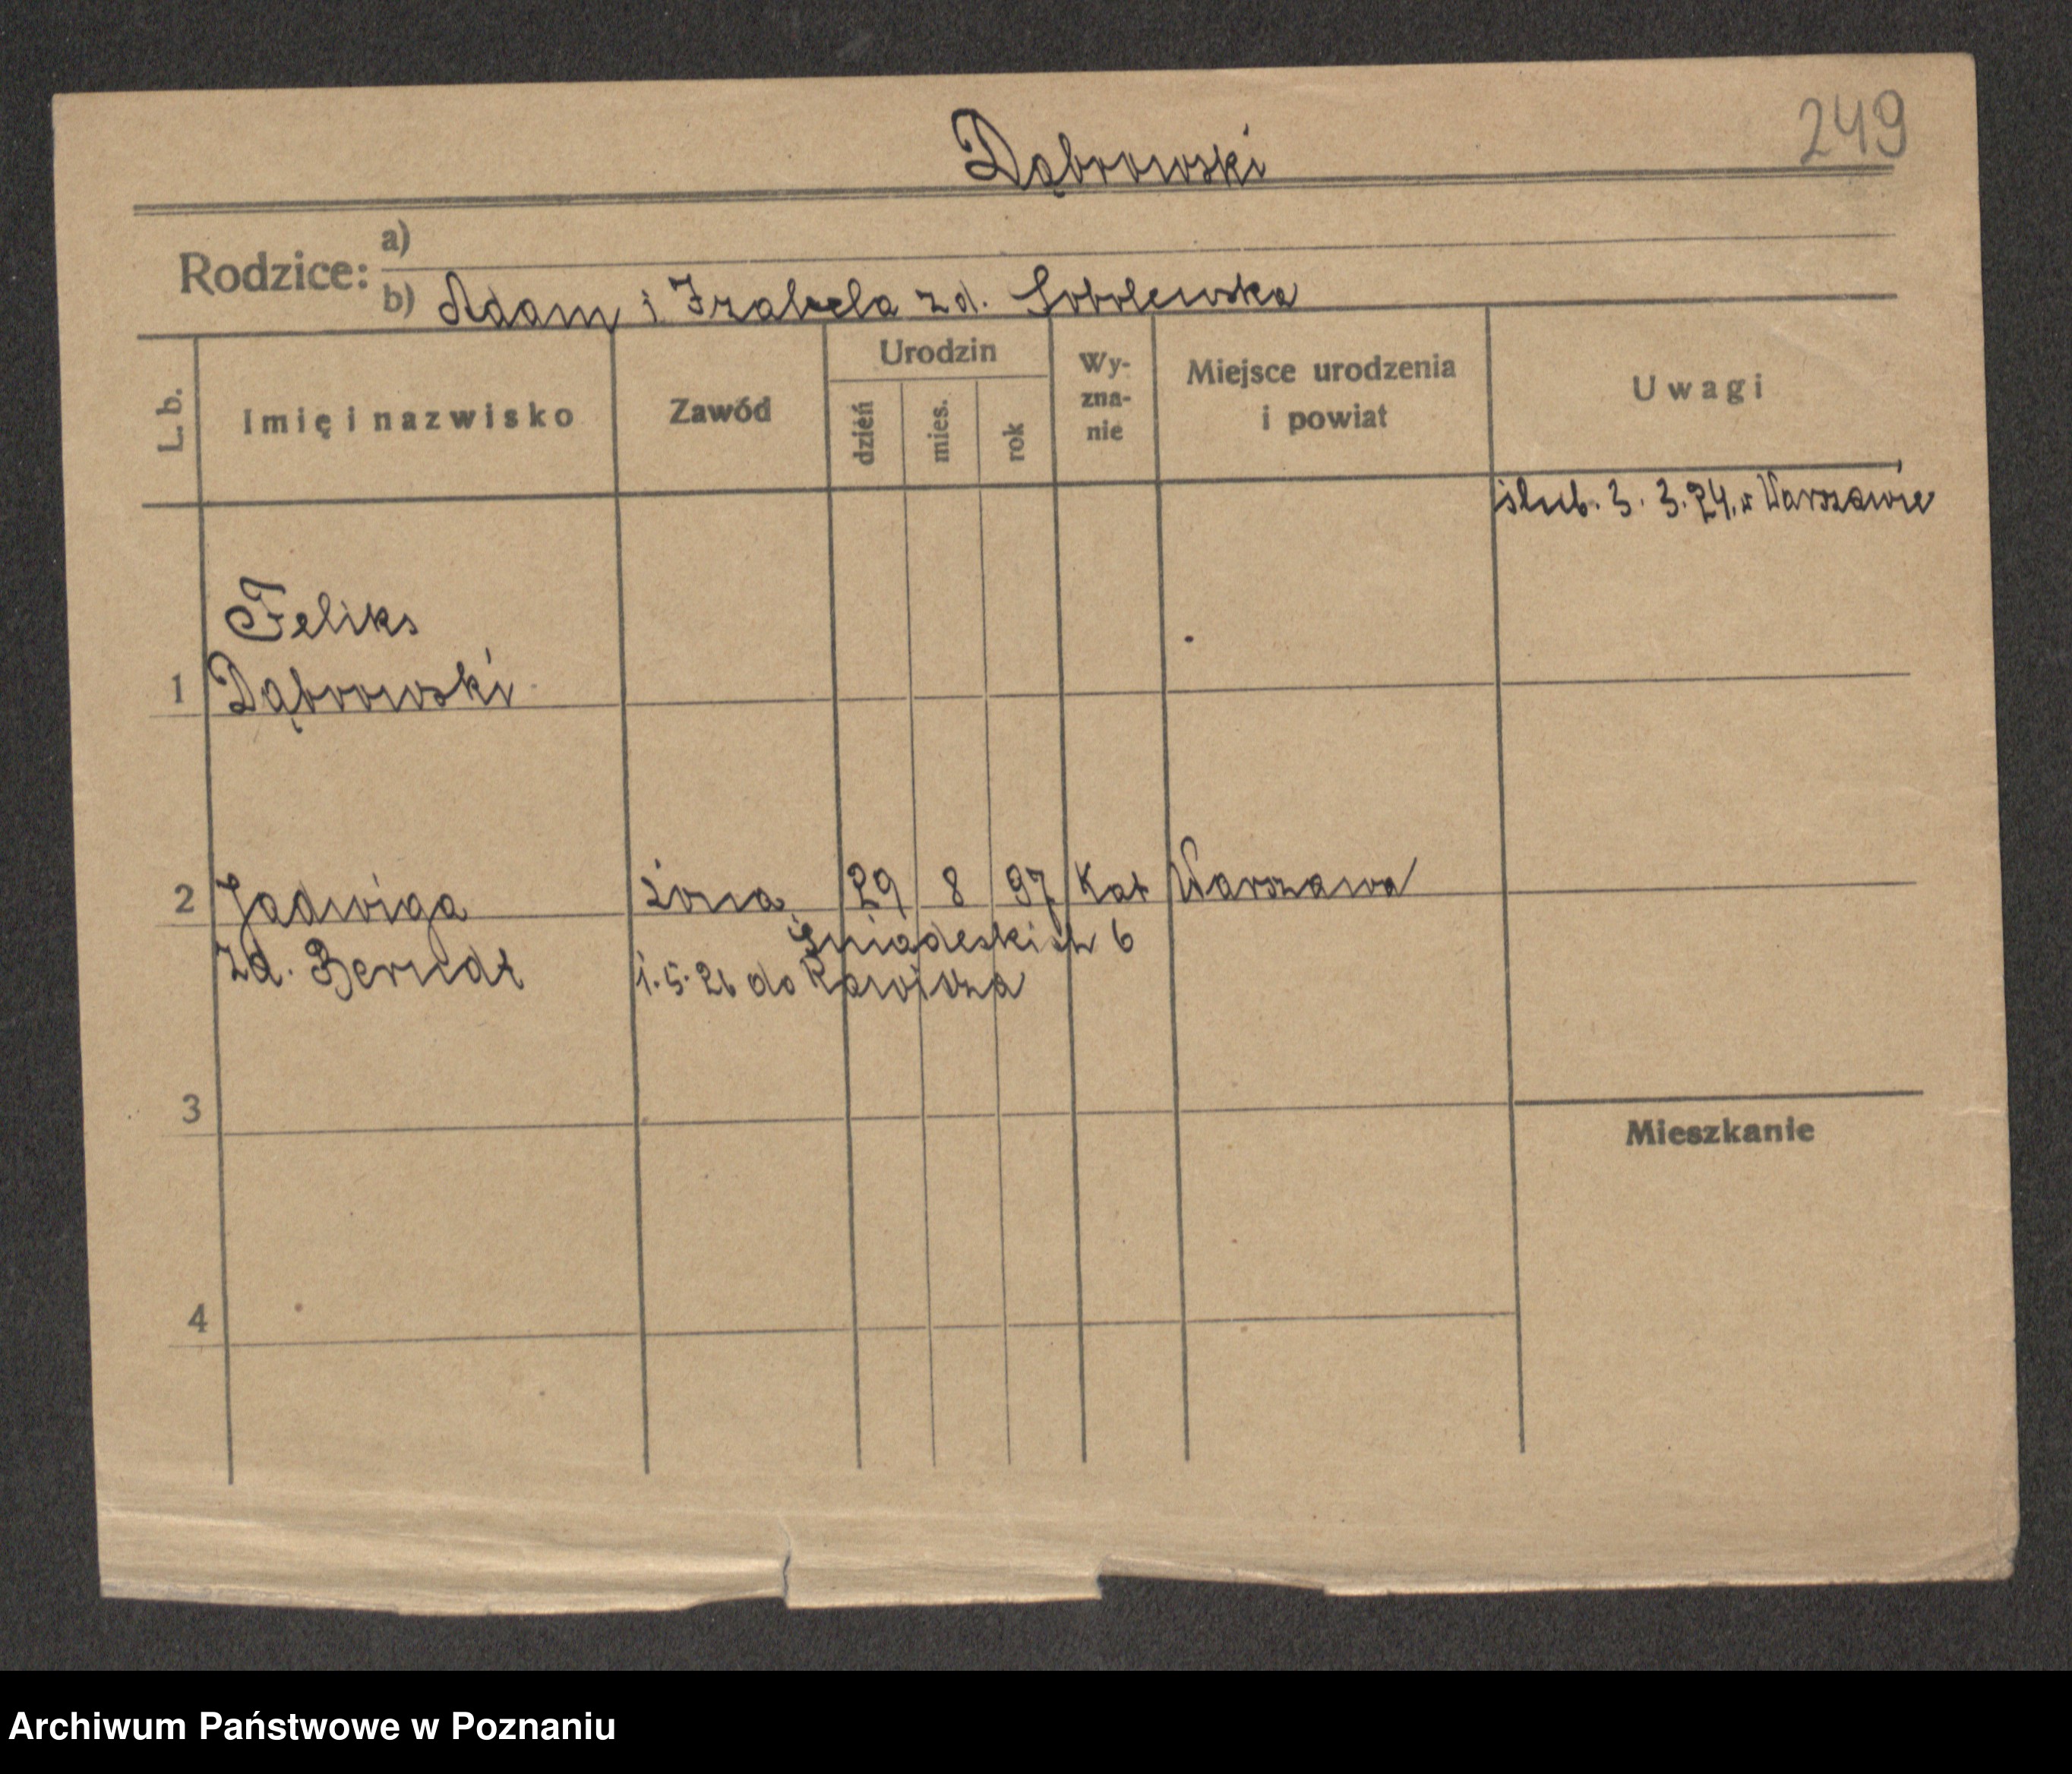 249
Dąbrowski
Rodzice: a)
b) Adam i Izabela zd. Sobolewska
L. b. Imię i nazwisko Zawód Urodzin dzień mies. rok Wy-zna-nie Miejsce urodzenia i powiat Uwagi
ślub. 3. 3. 24. w Warszawie
Feliks
1 Dąbrowski
2 Jadwiga żona 29 8 97 Kat Warszawa
Śniadeskich 6
zd. Berndt 1.5.26 do Rawicza
3
Mieszkanie
4
Archiwum Państwowe w Poznaniu